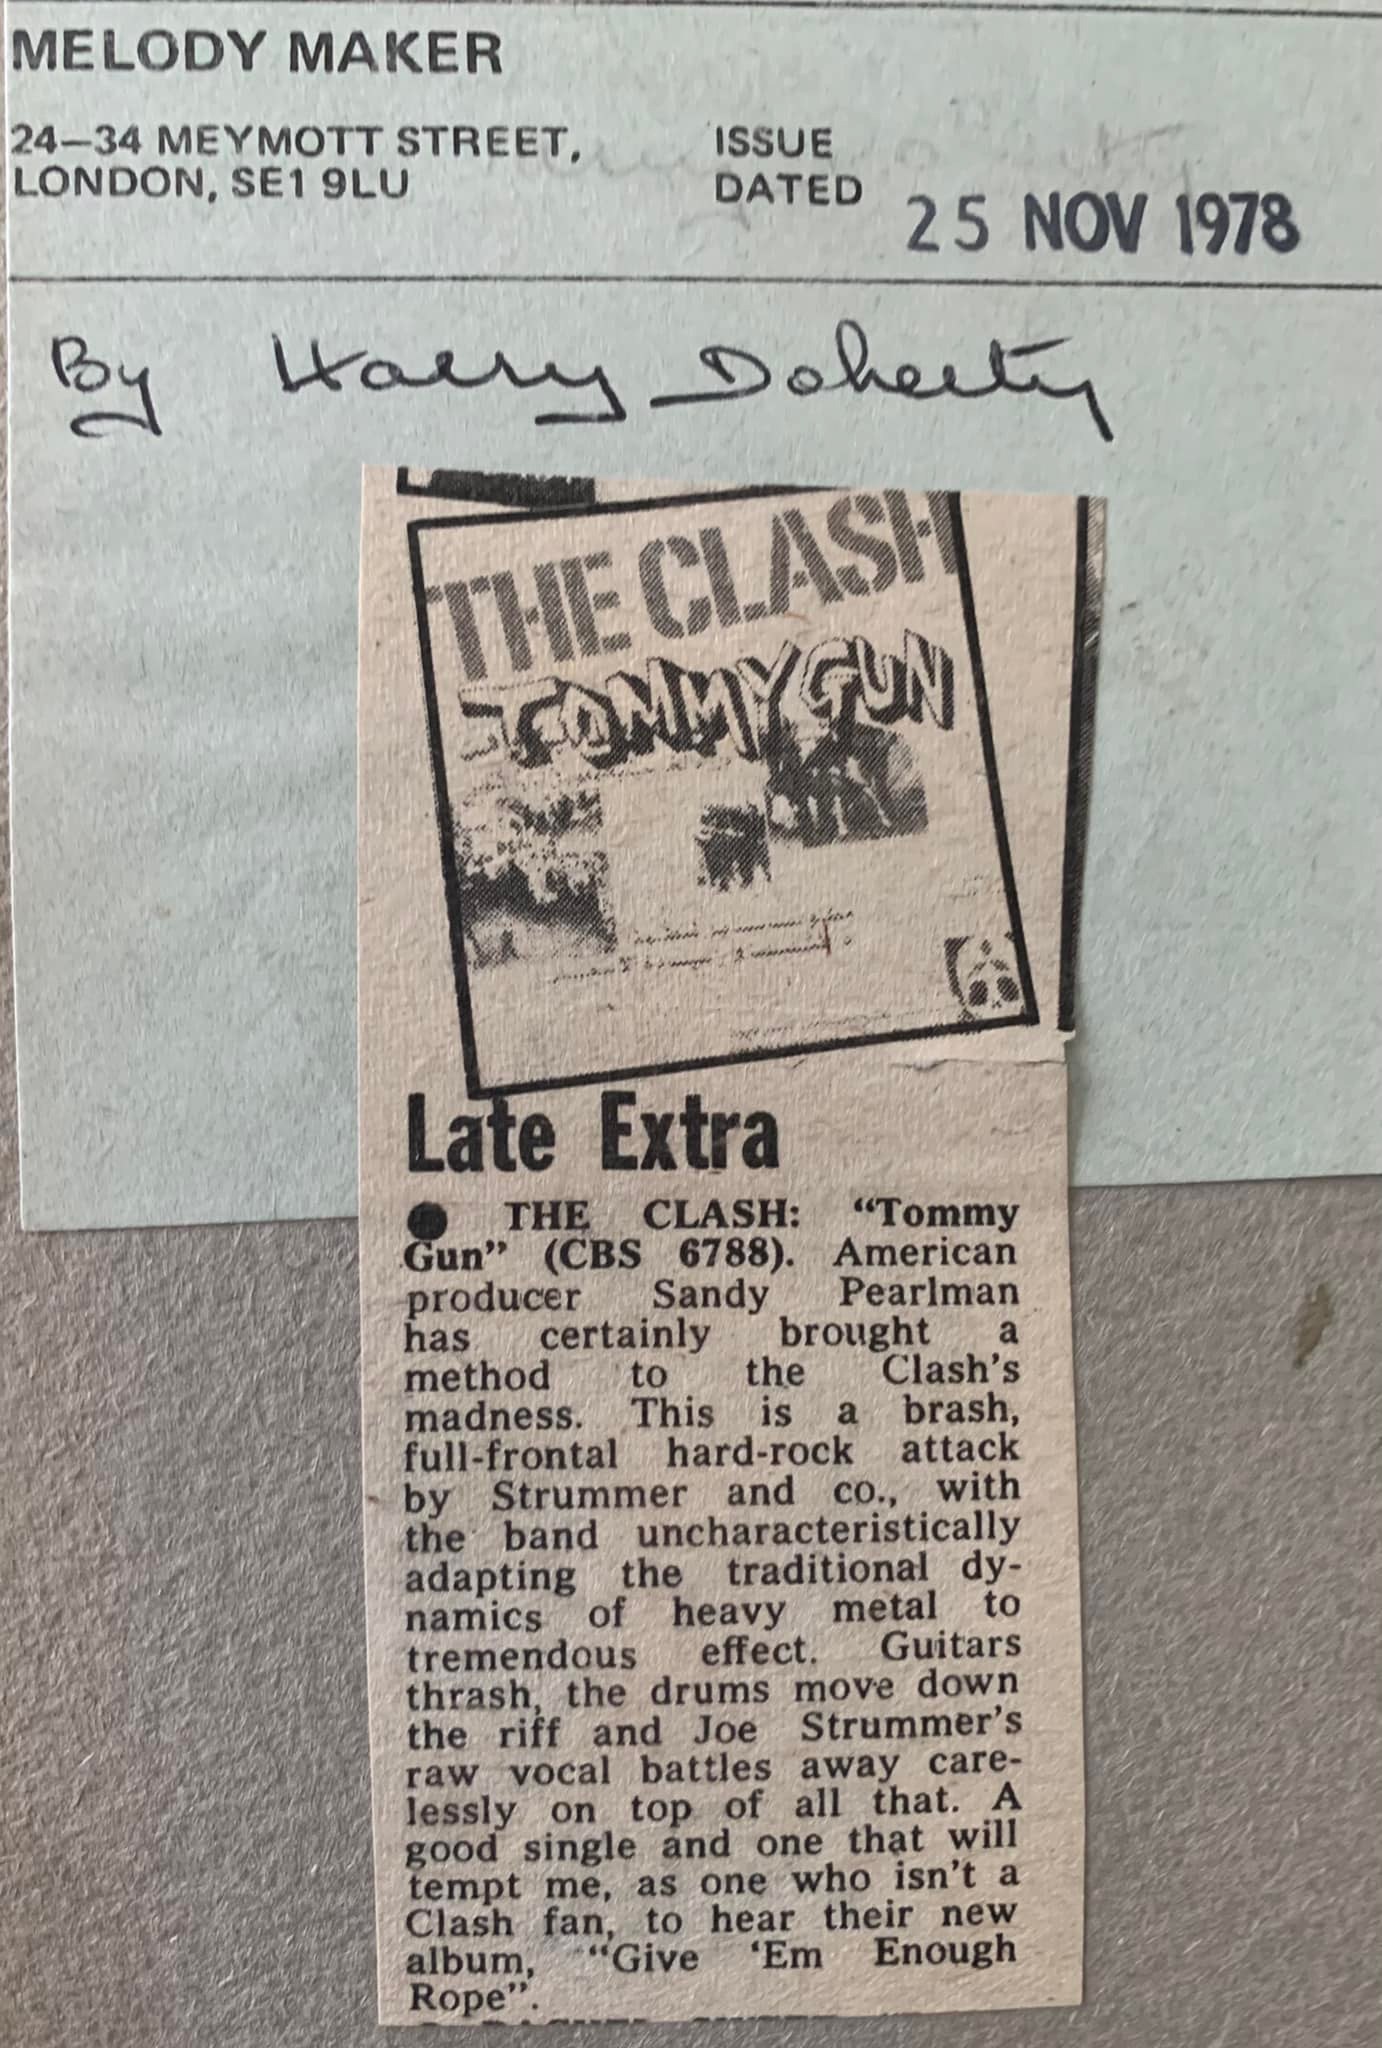 MELODY MAKER
24—34 MEYMOTT STREET,
LONDON, SE1 9LU
ISSUE
DATED
25 NOV 1978
By Harry Doherty
THE CLASH
TOMMY GUN
Late Extra
● THE CLASH: “Tommy
Gun” (CBS 6788). American
producer Sandy Pearlman
has certainly brought a
method to the Clash’s
madness. This is a brash,
full-frontal hard-rock attack
by Strummer and co., with
the band uncharacteristically
adapting the traditional dy-
namics of heavy metal to
tremendous effect. Guitars
thrash, the drums move down
the riff and Joe Strummer’s
raw vocal battles away care-
lessly on top of all that. A
good single and one that will
tempt me, as one who isn’t a
Clash fan, to hear their new
album, “Give ‘Em Enough
Rope”.